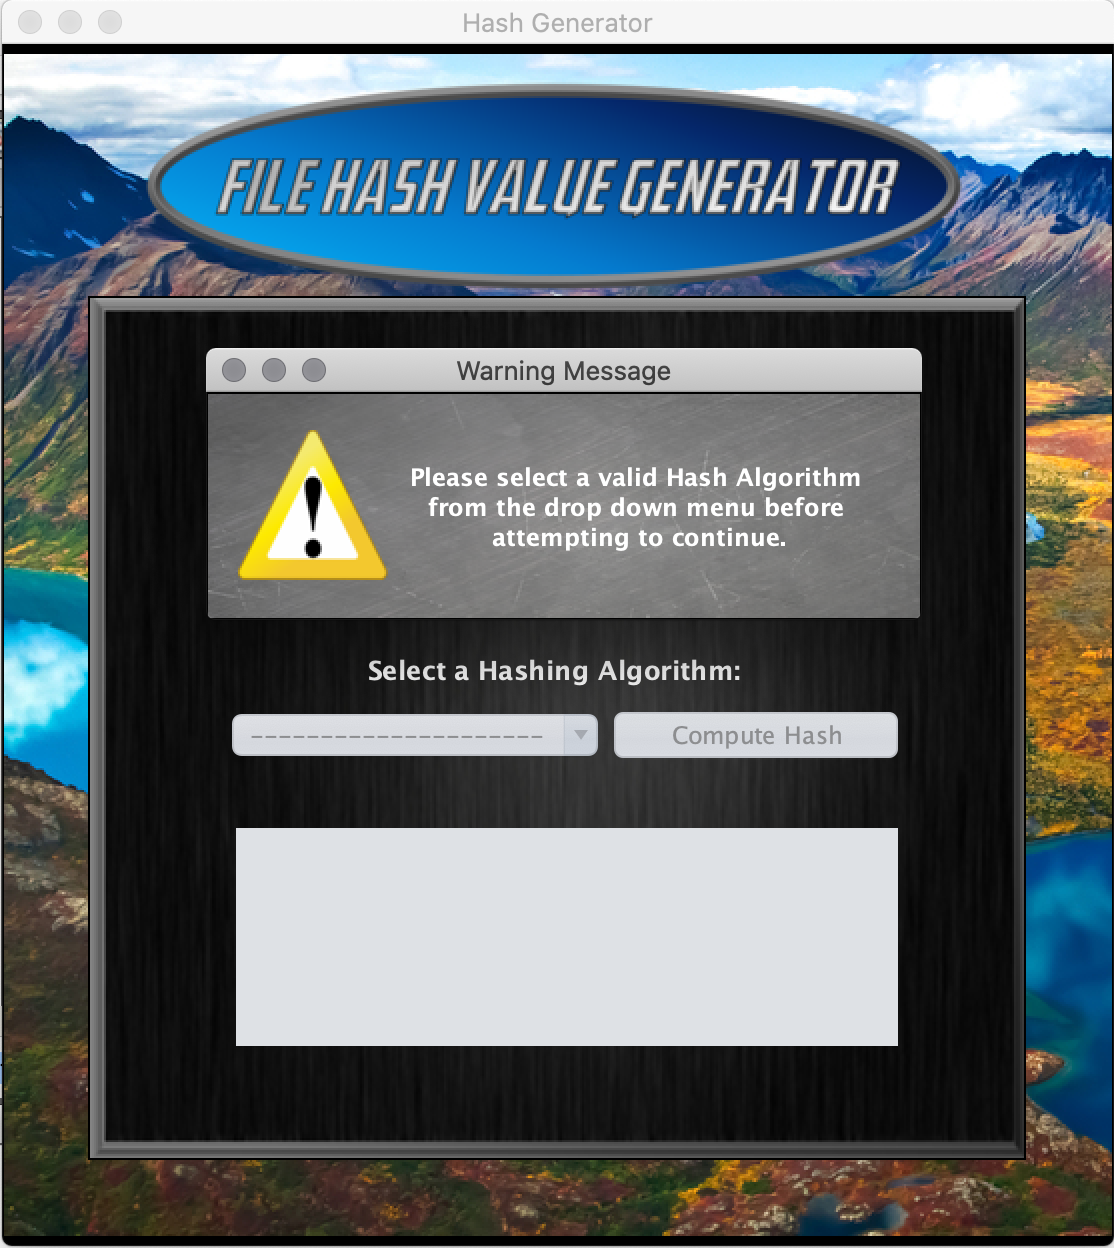 Hash Generator
FILE HASH VALUE GENERATOR
Warning Message
Please select a valid Hash Algorithm
from the drop down menu before
attempting to continue.
Select a Hashing Algorithm:
---------------------
Compute Hash